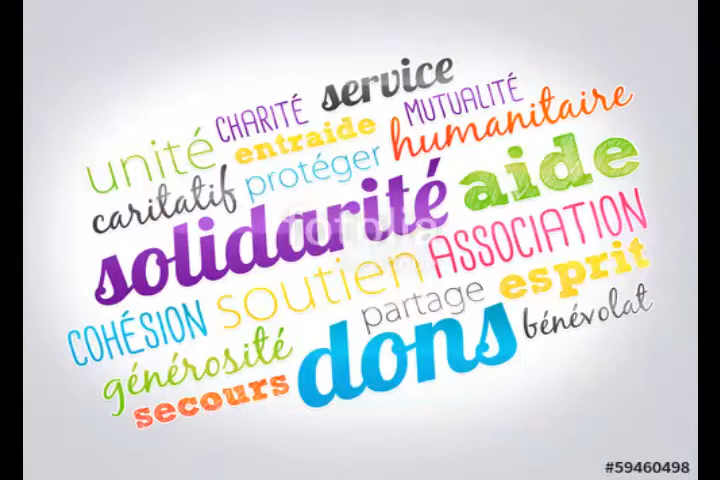 service
CHARITÉ
MUTUALITÉ
unité
entraide
humanitaire
caritatif
protéger
aide
solidarité
fotolia
ASSOCIATION
soutien
esprit
COHÉSION
partage
bénévolat
générosité
dons
secours
#59460498